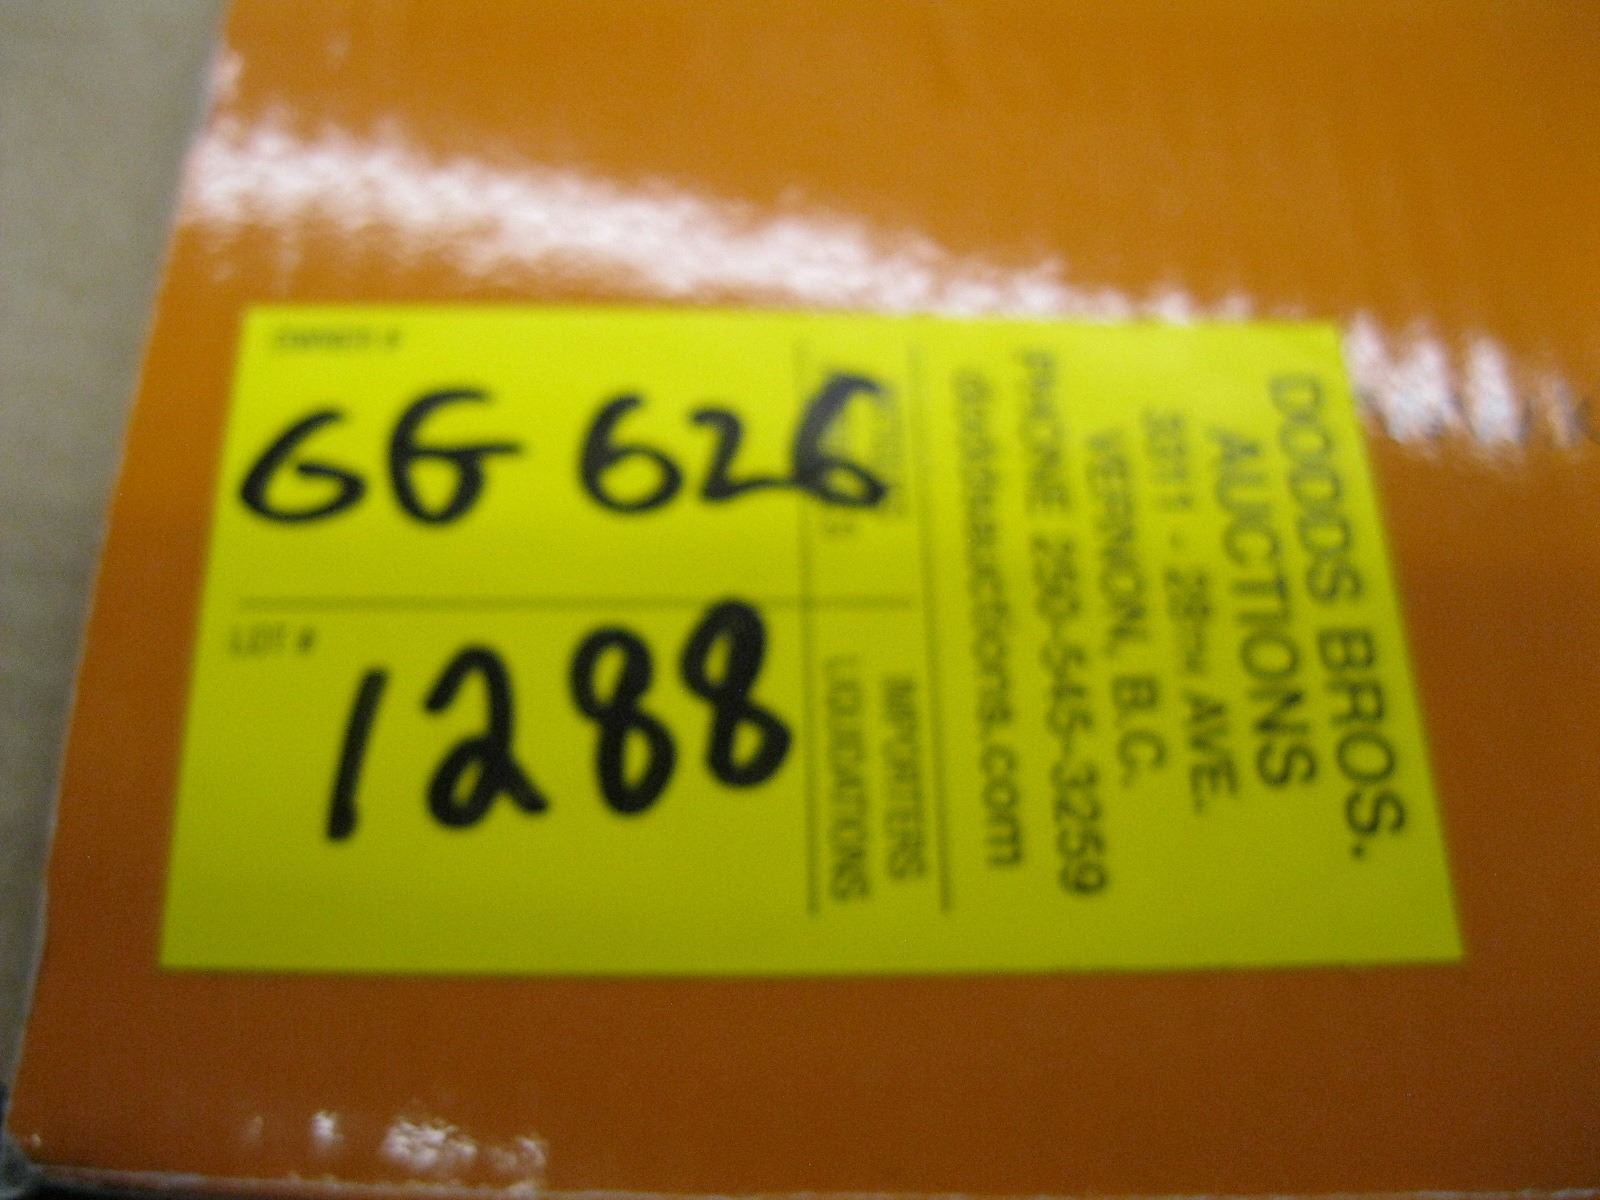 OWNER #
GG 626
LOT #
1288
DODDS BROS.
AUCTIONS
3311 - 28TH AVE.
VERNON, B.C.
PHONE 250-545-3259
doddsauctions.com
IMPORTERS
LIQUIDATIONS